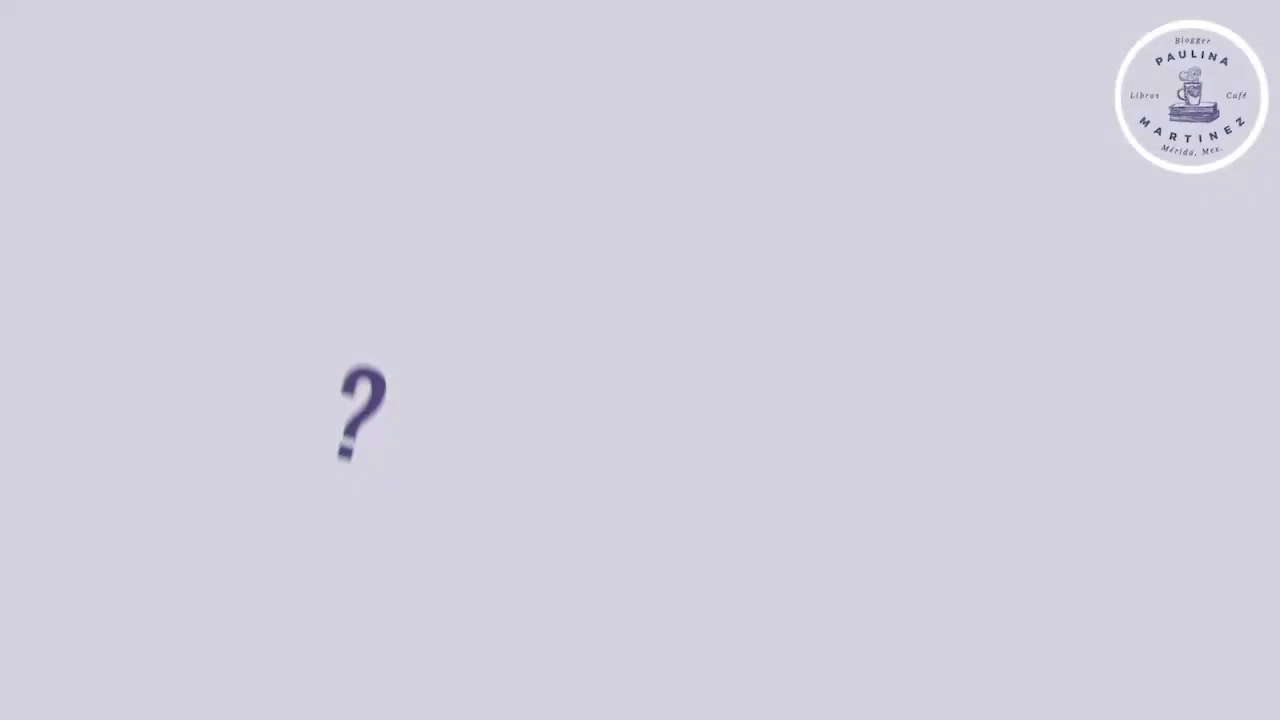 Blogger
PAULINA
Libros Café
MARTINEZ
Mérida, Mex.
?